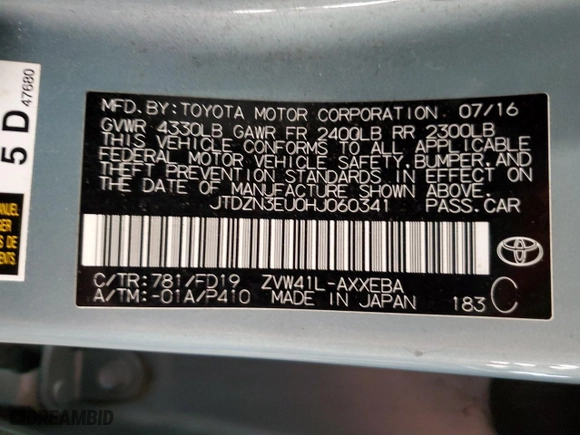 MFD. BY: TOYOTA MOTOR CORPORATION 07/16
GVWR 4330LB GAWR FR 2400LB RR 2300LB
THIS VEHICLE CONFORMS TO ALL APPLICABLE
FEDERAL MOTOR VEHICLE SAFETY, BUMPER, AND
THEFT PREVENTION STANDARDS IN EFFECT ON
THE DATE OF MANUFACTURE SHOWN ABOVE.
JTDZN3EU0HJ060341 PASS. CAR
C/TR: 781/FD19 ZVW41L-AXXEBA
A/TM: -01A/P410 MADE IN JAPAN 183 C
TOYOTA
5 D 47680
DREAMBID